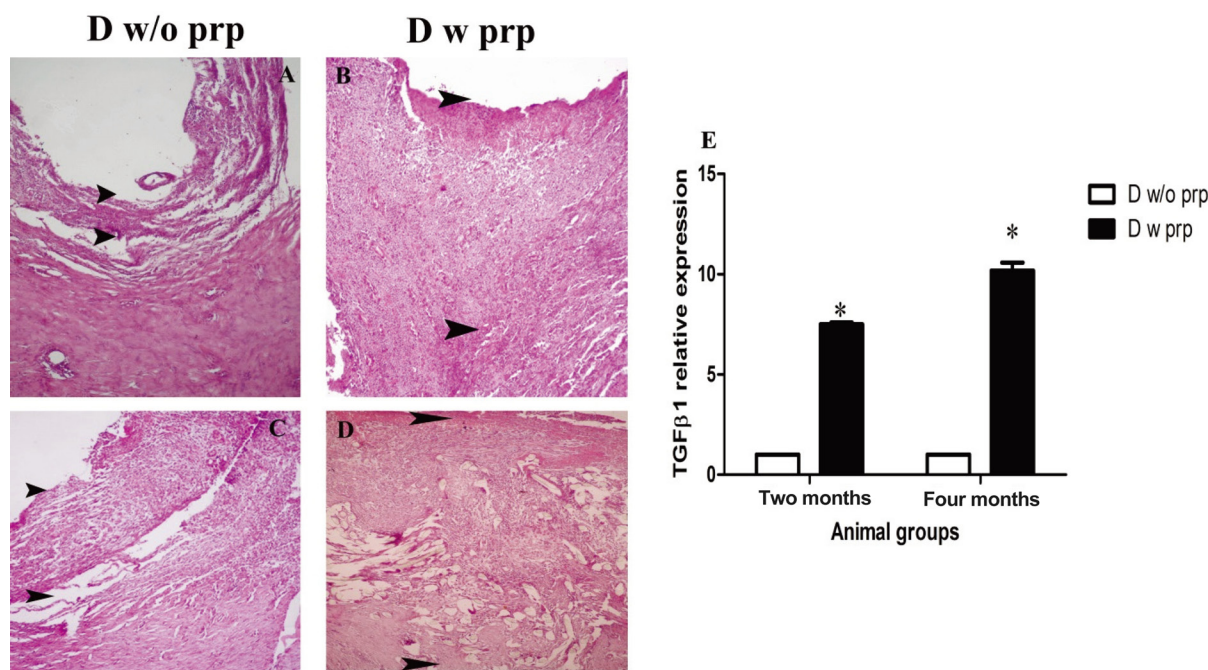 D w/o prp
D w prp
A
B
C
D
E
TGFβ1 relative expression
15
10
5
0
*
*
Two months
Four months
Animal groups
D w/o prp
D w prp